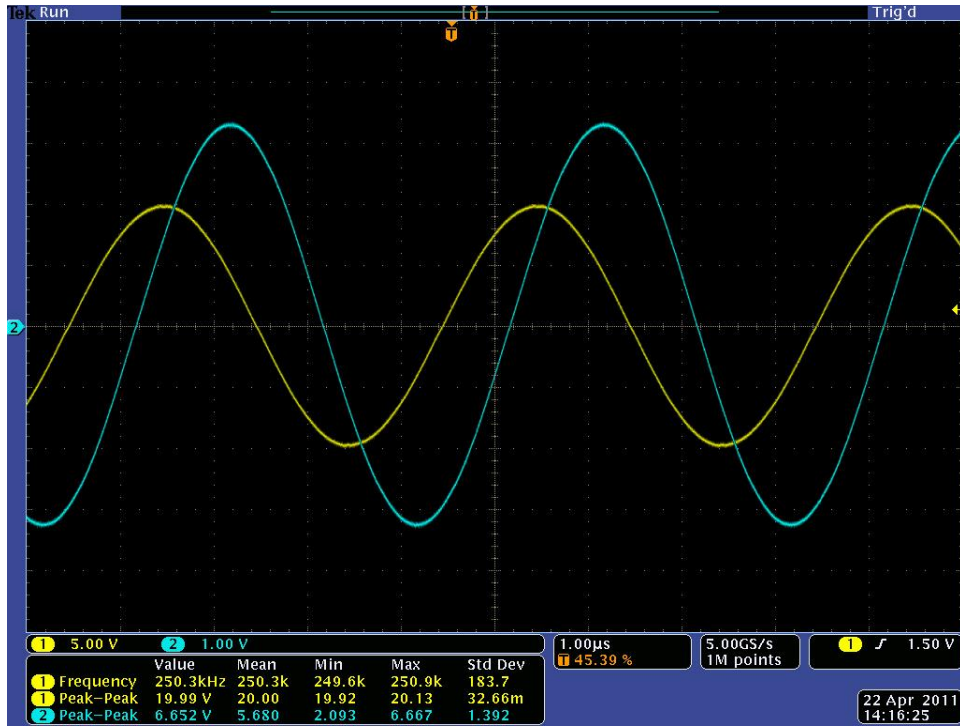 Tek Run [ T ] Trig'd
T
2
1 5.00 V 2 1.00 V
1.00µs
T 45.39 %
5.00GS/s
1M points
1 1.50 V
Value Mean Min Max Std Dev
1 Frequency 250.3kHz 250.3k 249.6k 250.9k 183.7
1 Peak–Peak 19.99 V 20.00 19.92 20.13 32.66m
2 Peak–Peak 6.652 V 5.680 2.093 6.667 1.392
22 Apr 2011
14:16:25